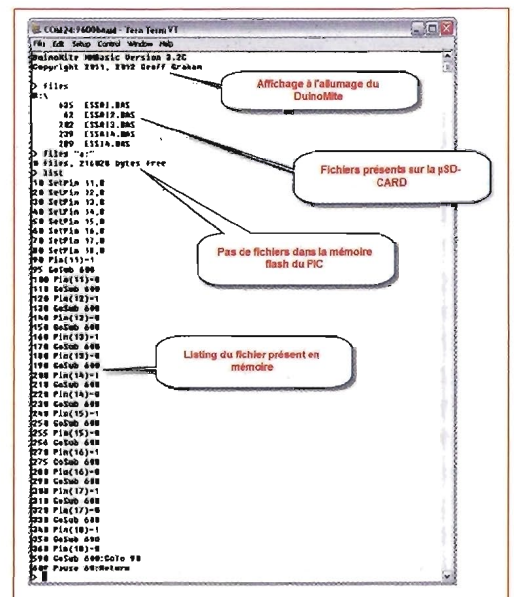 COM24:9600baud - Tera Term VT
File Edit Setup Control Window Help
DuinoMite MMBasic Version 3.2C
Copyright 2011, 2012 Geoff Graham
> files
635 ESSAI.BAS
62 ESSAI2.BAS
202 ESSAI3.BAS
239 ESSAI4.BAS
209 ESSI4.BAS
> files "a:"
0 files, 216028 bytes free
> list
10 SetPin 11,8
20 SetPin 12,8
30 SetPin 13,8
40 SetPin 14,8
50 SetPin 15,8
60 SetPin 16,8
70 SetPin 17,8
80 SetPin 18,8
90 Pin(11)=1
95 GoSub 600
100 Pin(11)=0
110 GoSub 600
120 Pin(12)=1
130 GoSub 600
140 Pin(12)=0
150 GoSub 600
160 Pin(13)=1
170 GoSub 600
180 Pin(13)=0
190 GoSub 600
200 Pin(14)=1
210 GoSub 600
220 Pin(14)=0
230 GoSub 600
240 Pin(15)=1
250 GoSub 600
255 Pin(15)=0
256 GoSub 600
270 Pin(16)=1
275 GoSub 600
280 Pin(16)=0
290 GoSub 600
300 Pin(17)=1
310 GoSub 600
320 Pin(17)=0
330 GoSub 600
340 Pin(18)=1
350 GoSub 600
360 Pin(18)=0
590 GoSub 600:GoTo 90
600 Pause 60:Return
>
Affichage à l'allumage du
DuinoMite
Fichiers présents sur la µSD-
CARD
Pas de fichiers dans la mémoire
flash du PIC
Listing du fichier présent en
mémoire